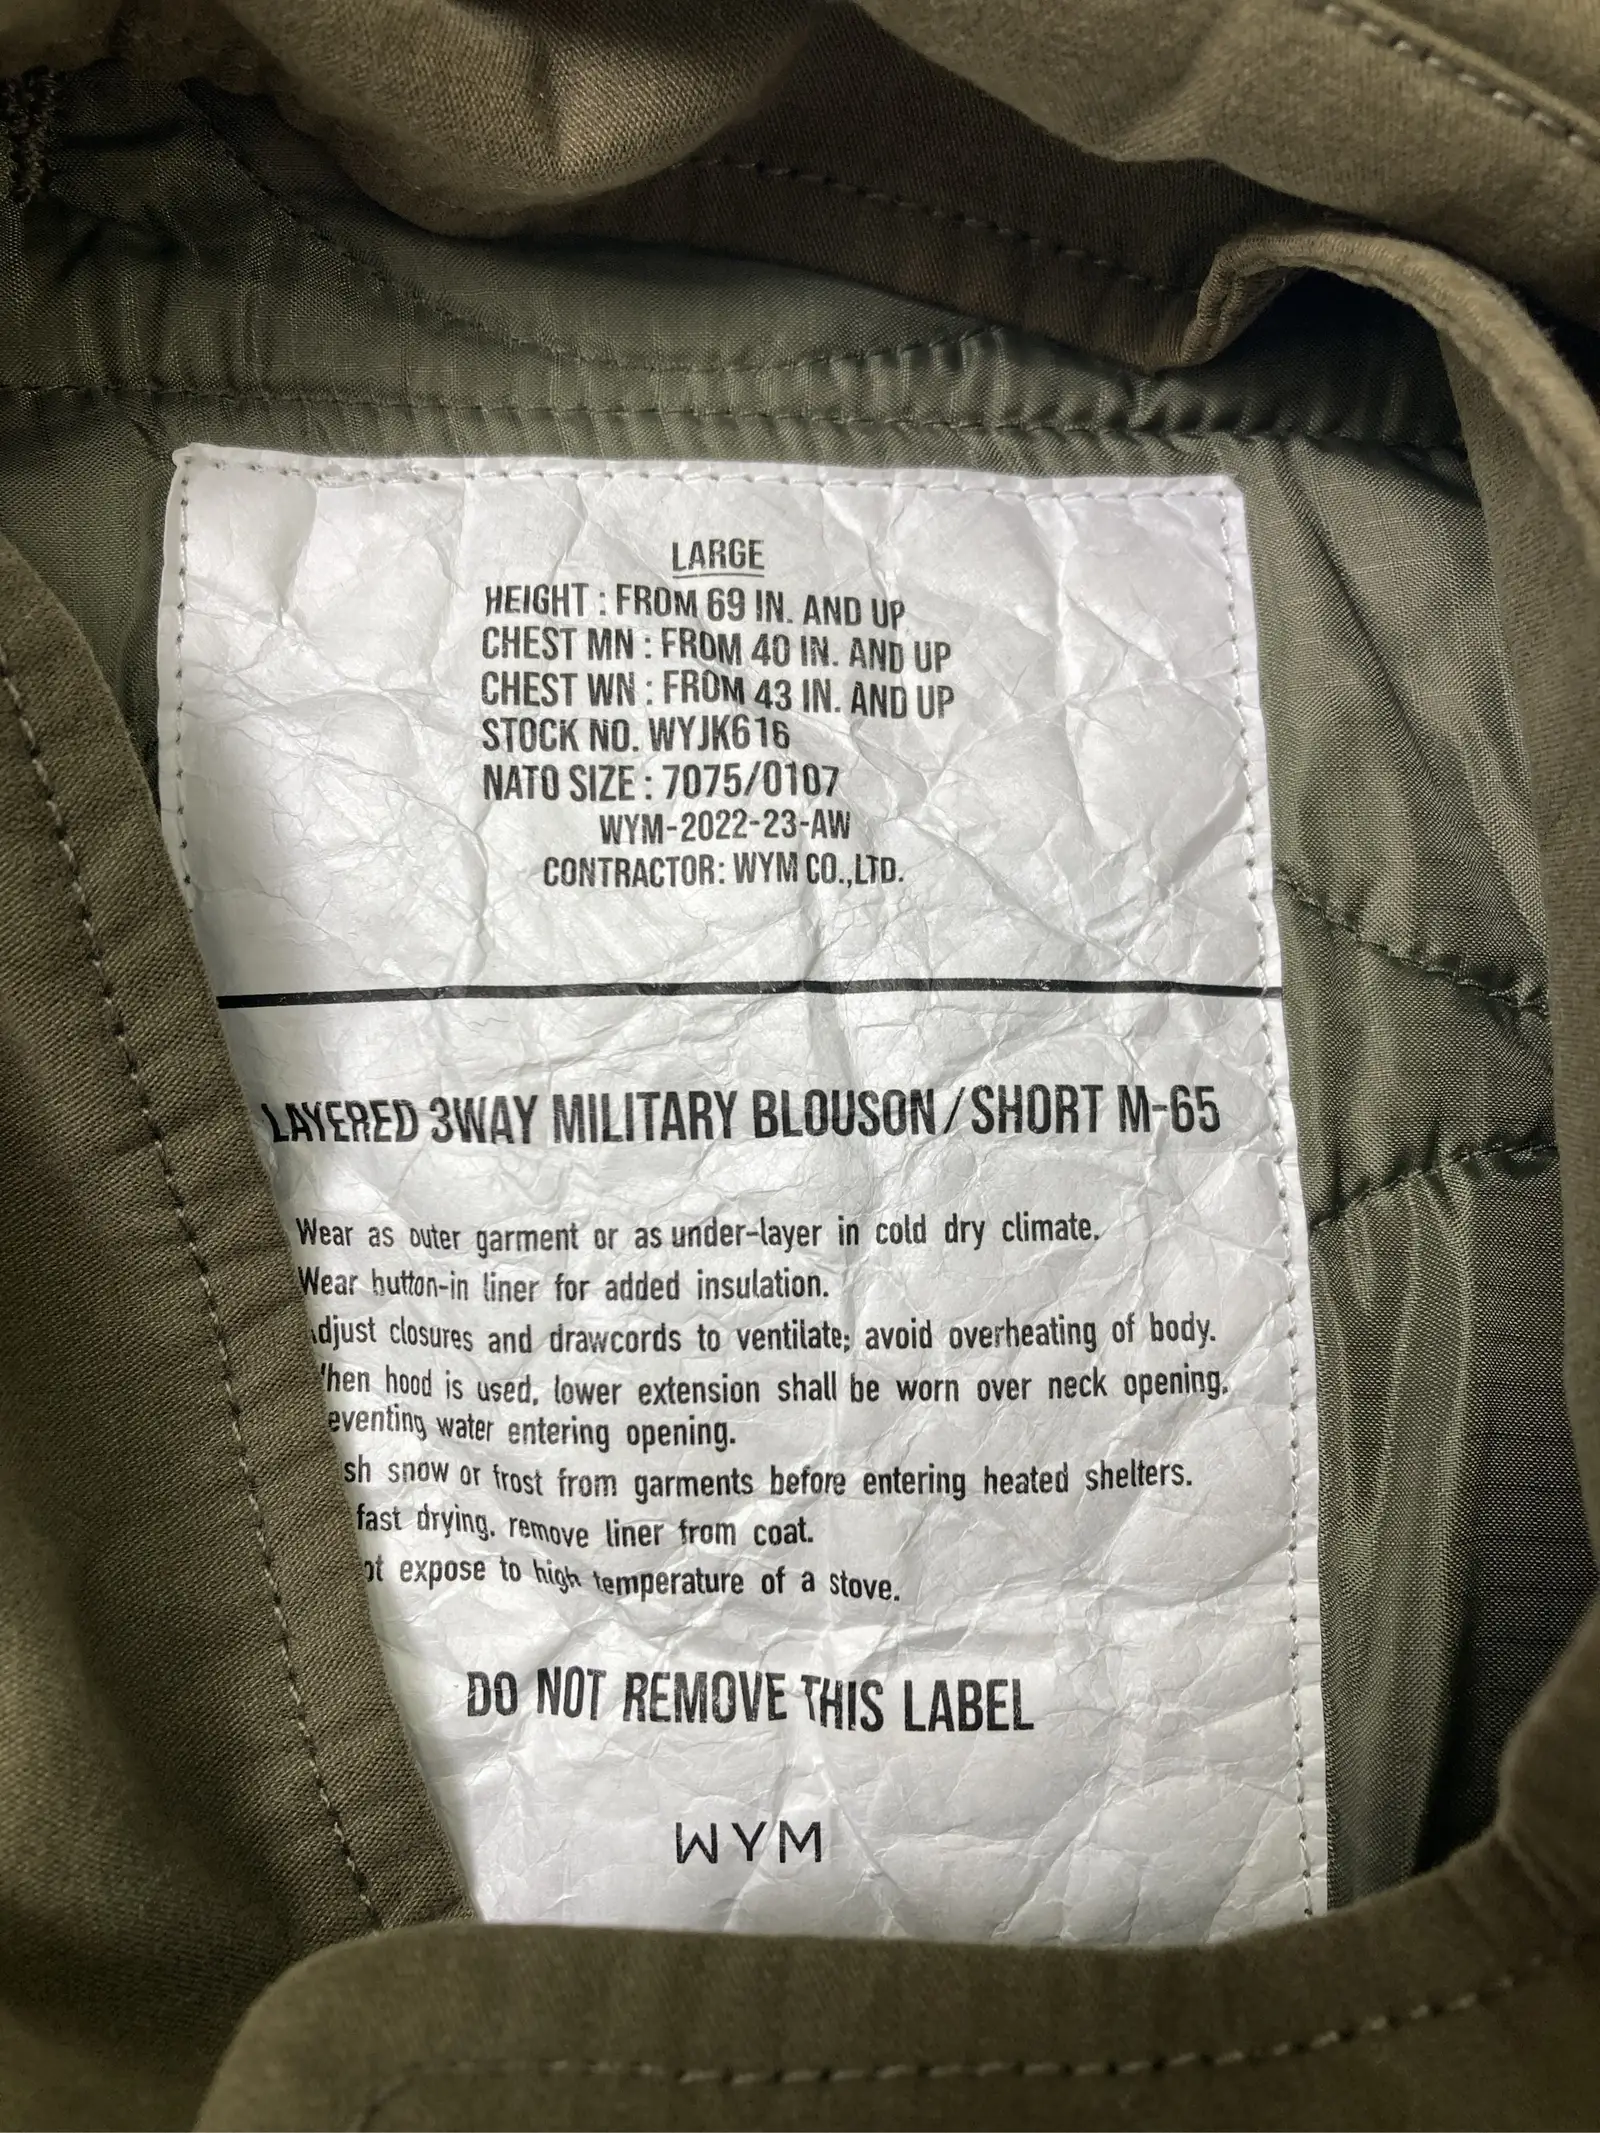 LARGE
HEIGHT : FROM 69 IN. AND UP
CHEST MN : FROM 40 IN. AND UP
CHEST WN : FROM 43 IN. AND UP
STOCK NO. WYJK616
NATO SIZE : 7075/0107
WYM-2022-23-AW
CONTRACTOR: WYM CO.,LTD.
LAYERED 3WAY MILITARY BLOUSON/SHORT M-65
Wear as outer garment or as under-layer in cold dry climate.
Wear button-in liner for added insulation.
djust closures and drawcords to ventilate; avoid overheating of body.
hen hood is used, lower extension shall be worn over neck opening,
eventing water entering opening.
sh snow or frost from garments before entering heated shelters.
fast drying, remove liner from coat.
ot expose to high temperature of a stove.
DO NOT REMOVE THIS LABEL
WYM